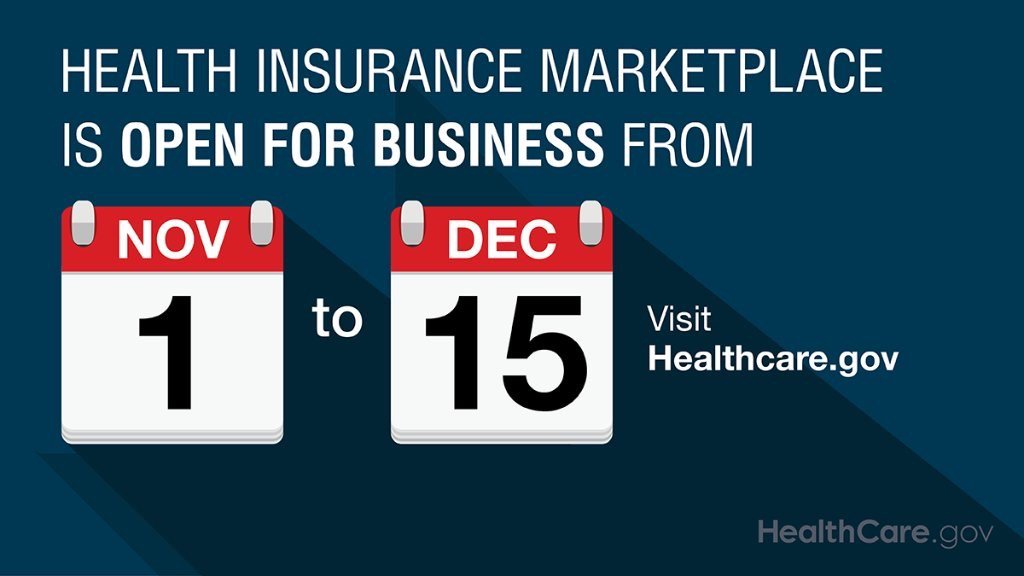 HEALTH INSURANCE MARKETPLACE
IS OPEN FOR BUSINESS FROM
NOV
1
to
DEC
15
Visit
Healthcare.gov
HealthCare.gov